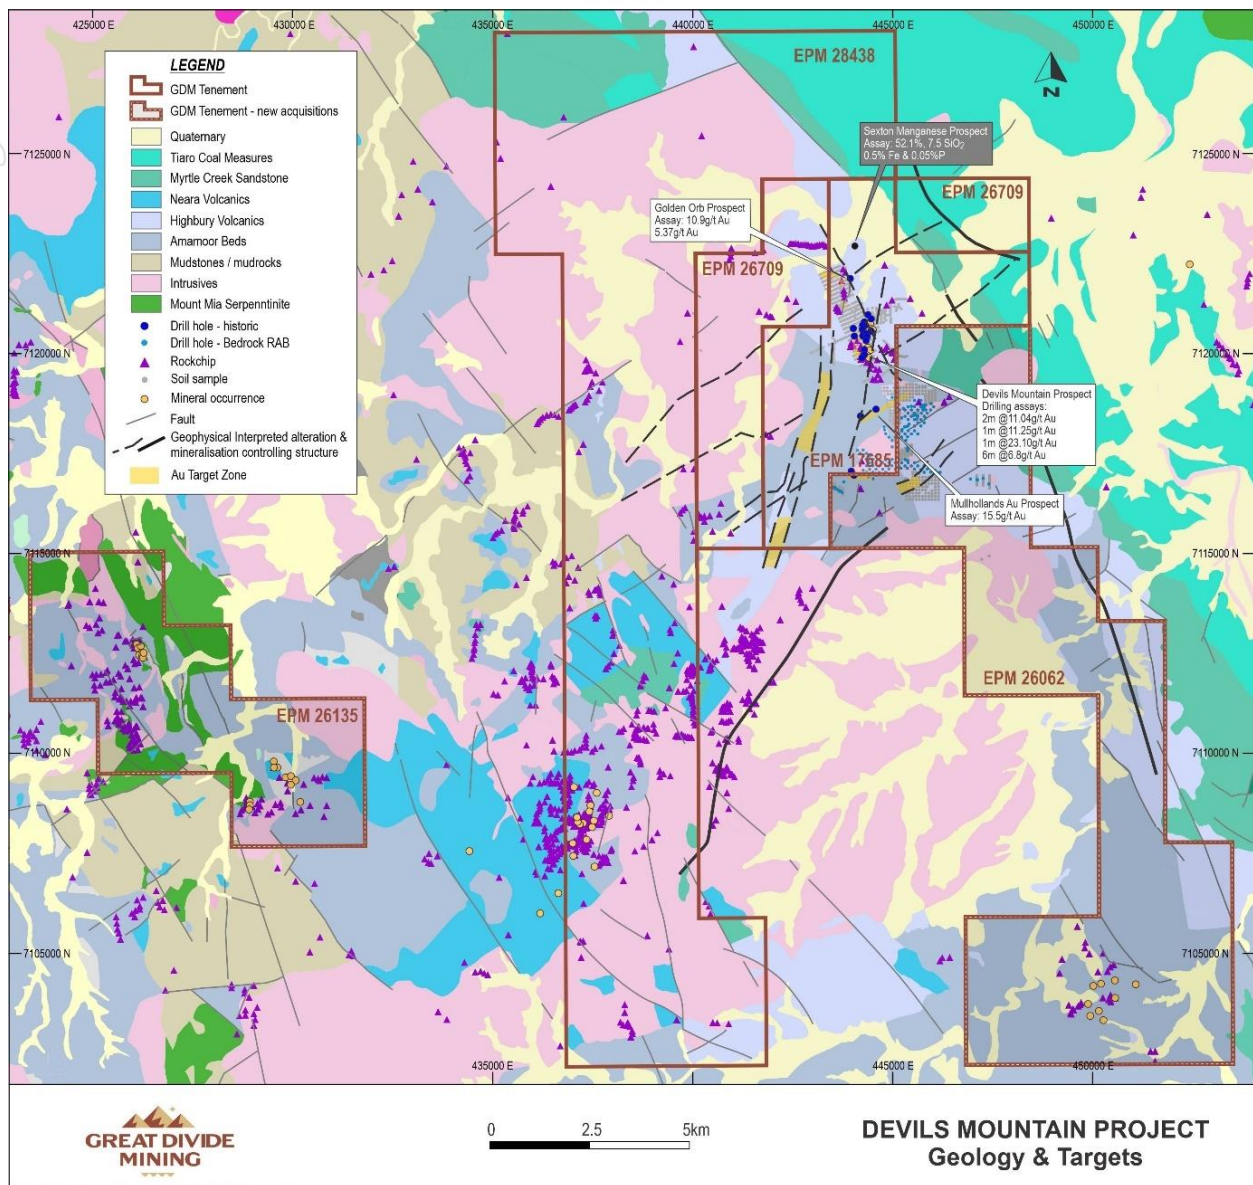 425000 E
430000 E
435000 E
440000 E
445000 E
450000 E
LEGEND
GDM Tenement
GDM Tenement - new acquisitions
Quaternary
Tiaro Coal Measures
Myrtle Creek Sandstone
Neara Volcanics
Highbury Volcanics
Amamoor Beds
Mudstones / mudrocks
Intrusives
Mount Mia Serpenntinite
Drill hole - historic
Drill hole - Bedrock RAB
Rockchip
Soil sample
Mineral occurrence
Fault
Geophysical Interpreted alteration &
mineralisation controlling structure
Au Target Zone
EPM 28438
N
Sexton Manganese Prospect
Assay: 52.1%, 7.5 SiO2
0.5% Fe & 0.05%P
7125000 N
7125000 N
EPM 26709
Golden Orb Prospect
Assay: 10.9g/t Au
5.37g/t Au
EPM 26709
7120000 N
7120000 N
Devils Mountain Prospect
Drilling assays:
2m @11.04g/t Au
1m @11.25g/t Au
1m @23.10g/t Au
6m @6.8g/t Au
EPM 17685
Mullhollands Au Prospect
Assay: 15.5g/t Au
7115000 N
7115000 N
EPM 26062
EPM 26135
7110000 N
7110000 N
7105000 N
7105000 N
435000 E
445000 E
450000 E
GREAT DIVIDE
MINING
0
2.5
5km
DEVILS MOUNTAIN PROJECT
Geology & Targets